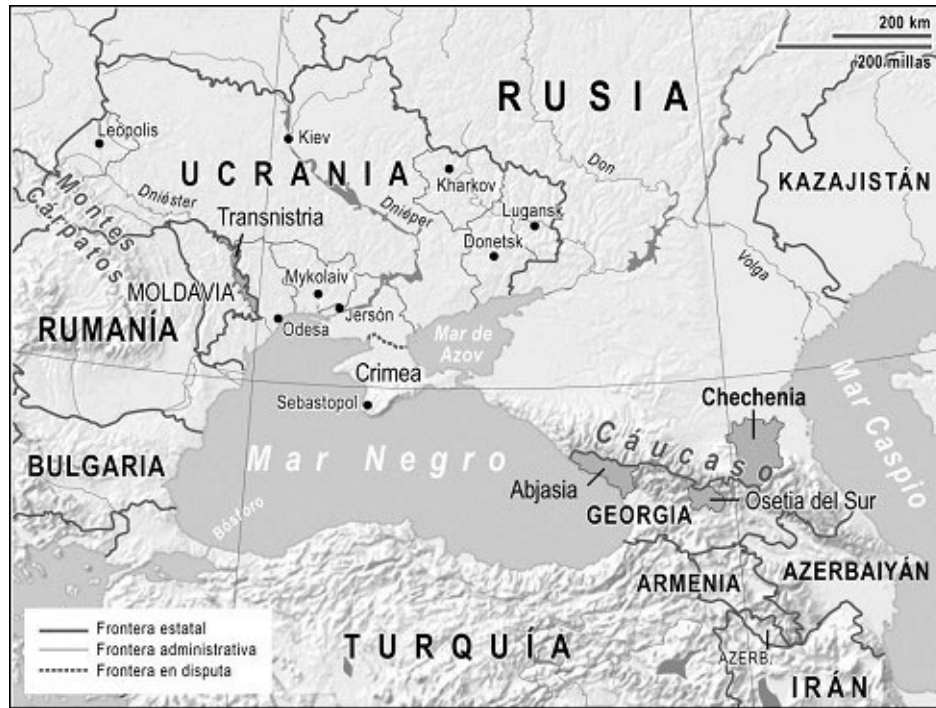 200 km
200 millas
RUSIA
Leópolis
Kiev
UCRANIA
Kharkov
Don
KAZAJISTÁN
Montes
Cárpatos
Dniéster
Transnistria
Dniéper
Lugansk
Donetsk
Volga
Mykolaiv
MOLDAVIA
Jersón
Odesa
RUMANÍA
Mar de
Azov
Crimea
Sebastopol
Chechenia
Mar Caspio
Cáucaso
BULGARIA
Mar Negro
Abjasia
Osetia del Sur
GEORGIA
Bósforo
ARMENIA
AZERBAIYÁN
Frontera estatal
Frontera administrativa
Frontera en disputa
TURQUÍA
AZERB.
IRÁN